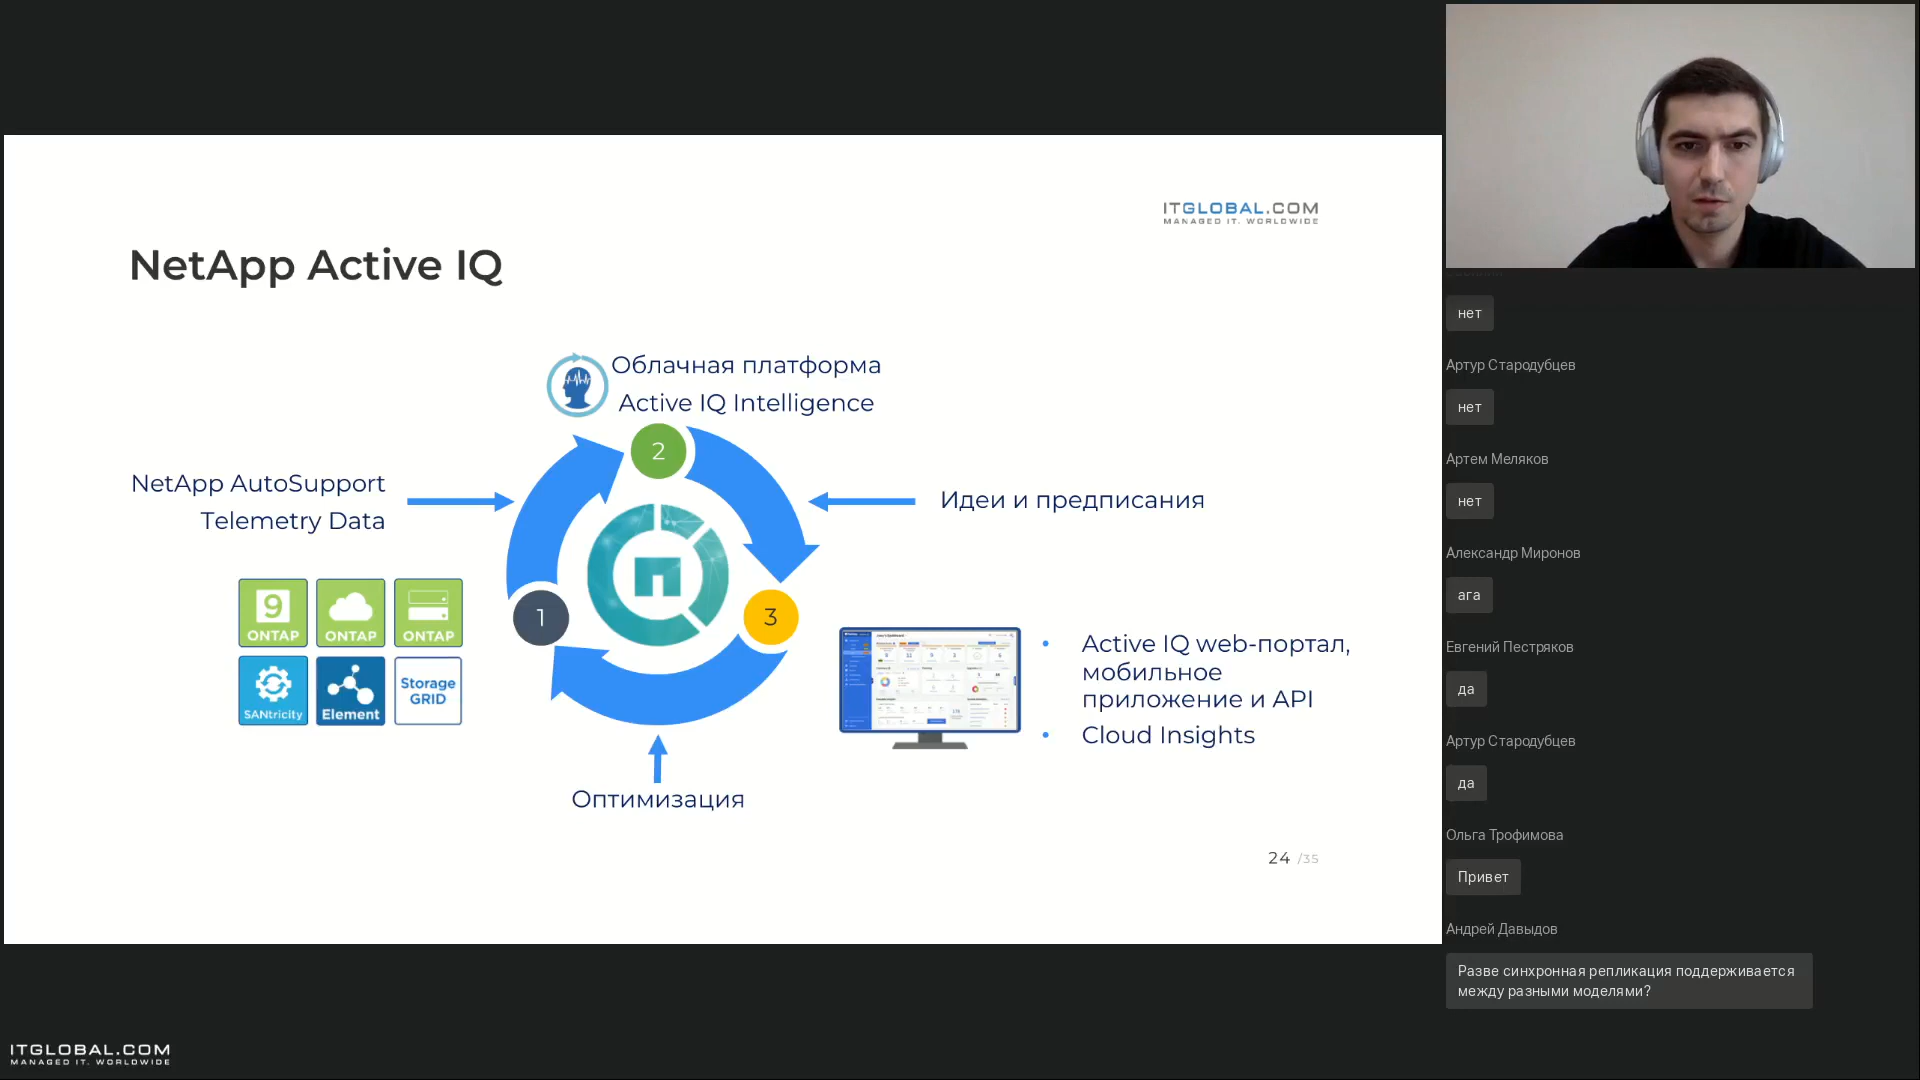 ITGLOBAL.COM
MANAGED IT. WORLDWIDE
NetApp Active IQ
Облачная платформа
Active IQ Intelligence
2
NetApp AutoSupport
Telemetry Data
Идеи и предписания
9
ONTAP
ONTAP
ONTAP
SANtricity
Element
Storage
GRID
1
3
Active IQ web-портал,
мобильное
приложение и API
Cloud Insights
Оптимизация
24 /35
ITGLOBAL.COM
MANAGED IT. WORLDWIDE
нет
Артур Стародубцев
нет
Артем Меляков
нет
Александр Миронов
ага
Евгений Пестряков
да
Артур Стародубцев
да
Ольга Трофимова
Привет
Андрей Давыдов
Разве синхронная репликация поддерживается
между разными моделями?